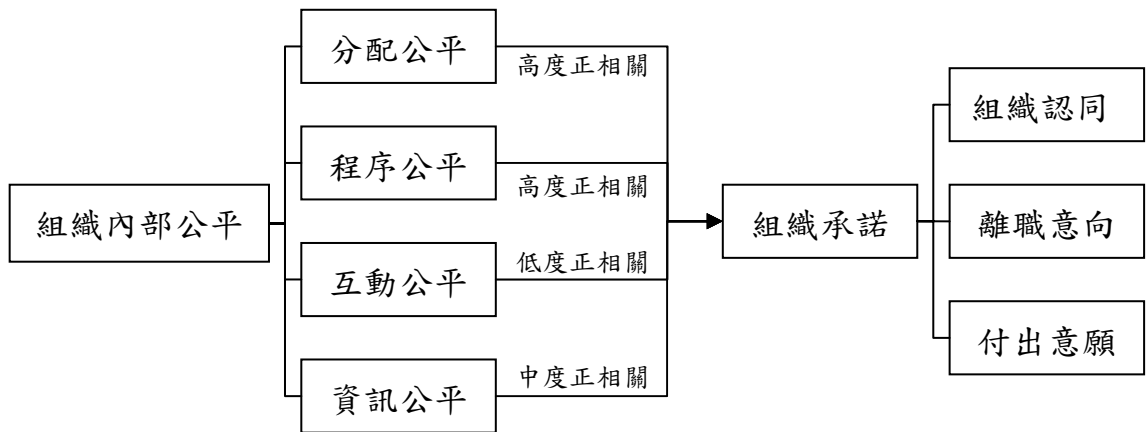 組織內部公平
分配公平
高度正相關
程序公平
高度正相關
互動公平
低度正相關
資訊公平
中度正相關
組織承諾
組織認同
離職意向
付出意願